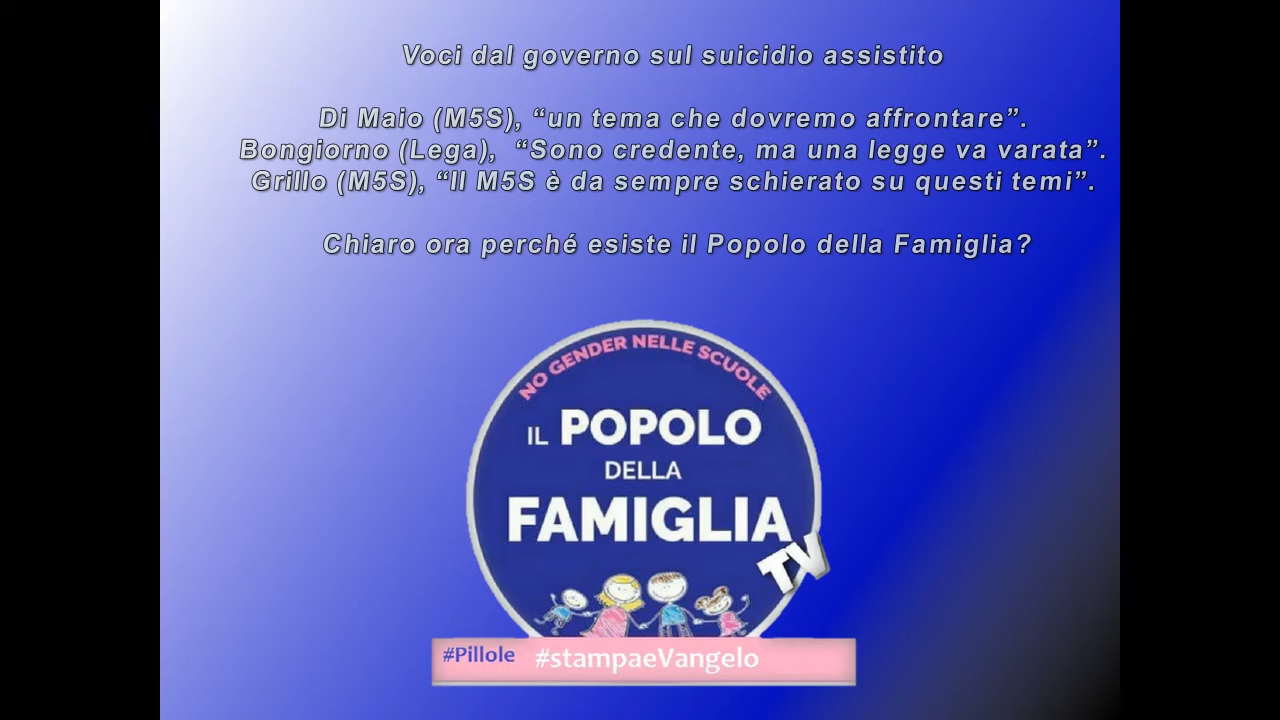 Voci dal governo sul suicidio assistito
Di Maio (M5S), “un tema che dovremo affrontare”.
Bongiorno (Lega),  “Sono credente, ma una legge va varata”.
Grillo (M5S), “Il M5S è da sempre schierato su questi temi”.
Chiaro ora perché esiste il Popolo della Famiglia?
NO GENDER NELLE SCUOLE
IL POPOLO
DELLA
FAMIGLIA
TV
#Pillole #stampaeVangelo